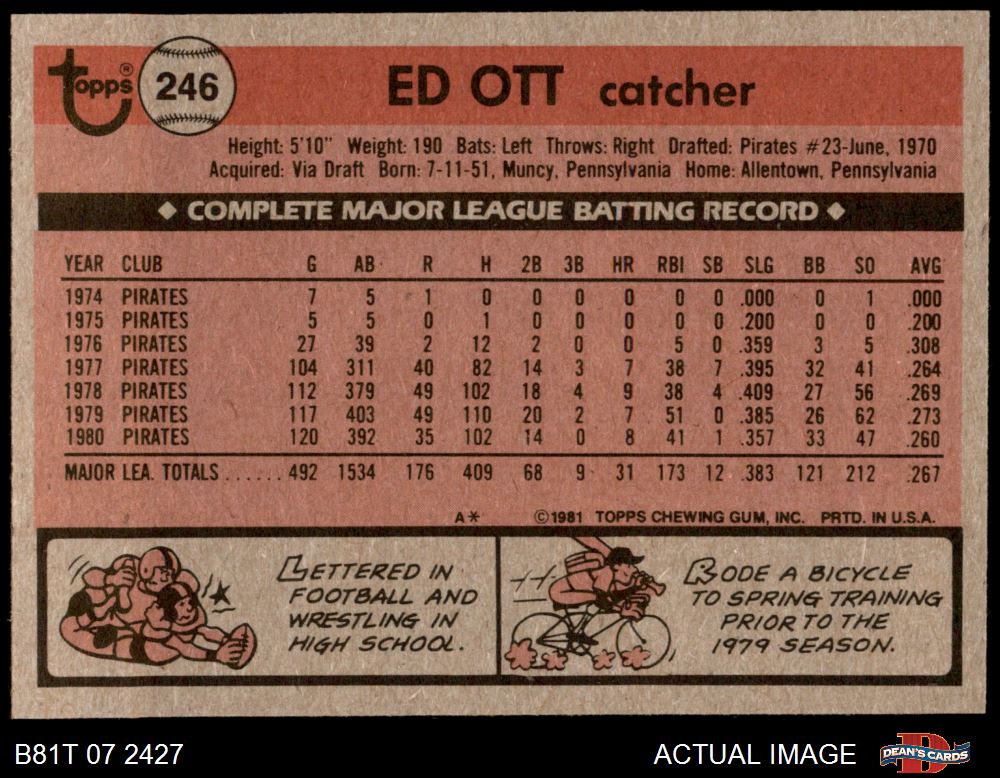 topps® 246 ED OTT catcher
Height: 5'10" Weight: 190 Bats: Left Throws: Right Drafted: Pirates #23-June, 1970
Acquired: Via Draft Born: 7-11-51, Muncy, Pennsylvania Home: Allentown, Pennsylvania
◆ COMPLETE MAJOR LEAGUE BATTING RECORD ◆
YEAR CLUB G AB R H 2B 3B HR RBI SB SLG BB SO AVG
1974 PIRATES 7 5 1 0 0 0 0 0 0 .000 0 1 .000
1975 PIRATES 5 5 0 1 0 0 0 0 0 .200 0 0 .200
1976 PIRATES 27 39 2 12 2 0 0 5 0 .359 3 5 .308
1977 PIRATES 104 311 40 82 14 3 7 38 7 .395 32 41 .264
1978 PIRATES 112 379 49 102 18 4 9 38 4 .409 27 56 .269
1979 PIRATES 117 403 49 110 20 2 7 51 0 .385 26 62 .273
1980 PIRATES 120 392 35 102 14 0 8 41 1 .357 33 47 .260
MAJOR LEA. TOTALS ...... 492 1534 176 409 68 9 31 173 12 .383 121 212 .267
A* ©1981 TOPPS CHEWING GUM, INC. PRTD. IN U.S.A.
LETTERED IN
FOOTBALL AND
WRESTLING IN
HIGH SCHOOL.
RODE A BICYCLE
TO SPRING TRAINING
PRIOR TO THE
1979 SEASON.
B81T 07 2427 ACTUAL IMAGE D DEAN'S CARDS